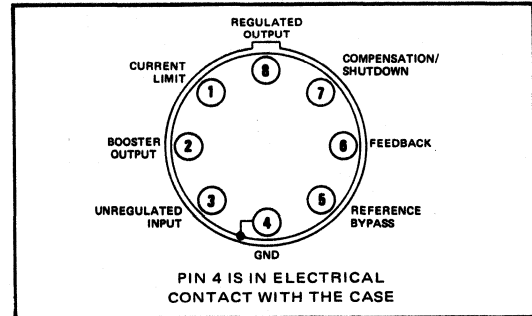 REGULATED
OUTPUT
8
CURRENT
LIMIT
1
COMPENSATION/
SHUTDOWN
7
BOOSTER
OUTPUT
2
6
FEEDBACK
UNREGULATED
INPUT
3
4
GND
5
REFERENCE
BYPASS
PIN 4 IS IN ELECTRICAL
CONTACT WITH THE CASE